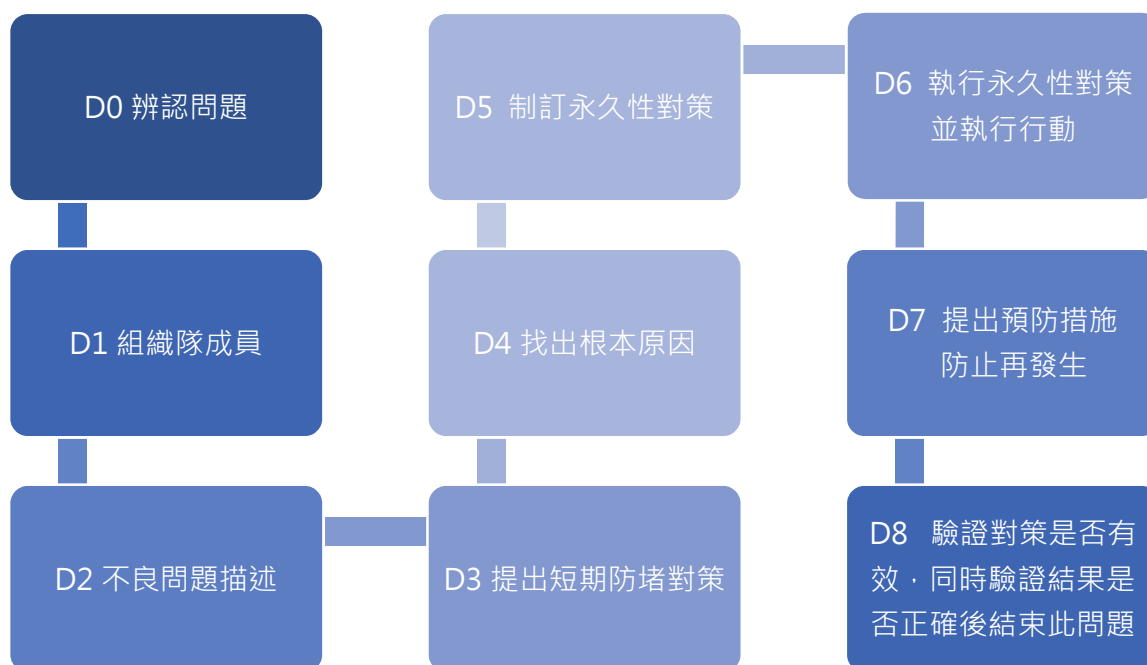 D0 辨認問題
D1 組織隊成員
D2 不良問題描述
D3 提出短期防堵對策
D4 找出根本原因
D5 制訂永久性對策
D6 執行永久性對策
並執行行動
D7 提出預防措施
防止再發生
D8 驗證對策是否有
效，同時驗證結果是
否正確後結束此問題